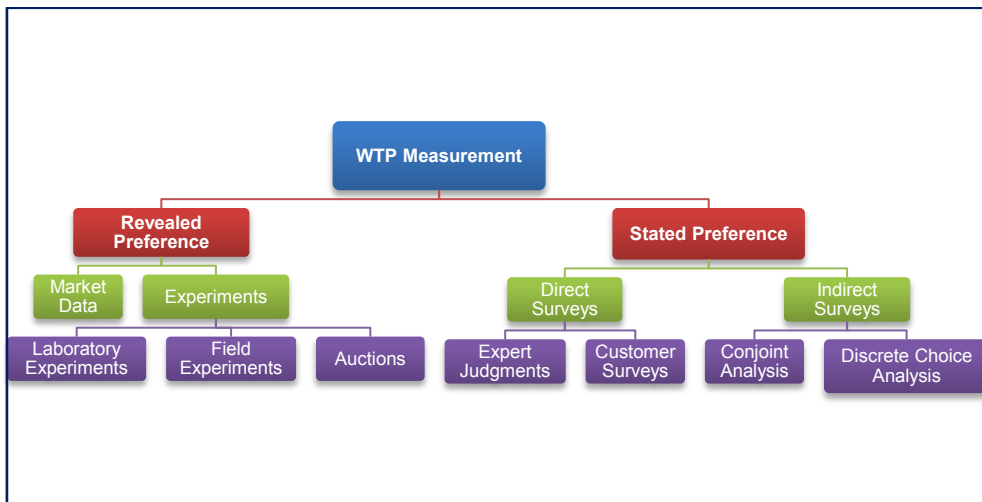 WTP Measurement
Revealed
Preference
Stated Preference
Market
Data
Experiments
Direct
Surveys
Indirect
Surveys
Laboratory
Experiments
Field
Experiments
Auctions
Expert
Judgments
Customer
Surveys
Conjoint
Analysis
Discrete Choice
Analysis